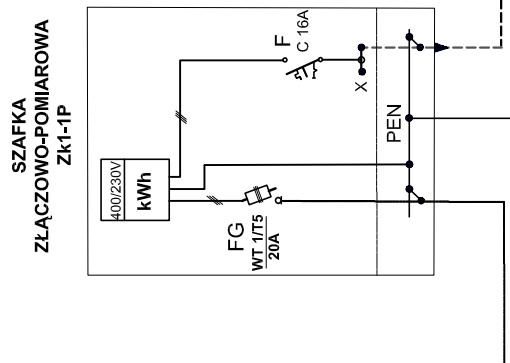 SZAFKA
ZŁĄCZOWO-POMIAROWA
Zk1-1P
400/230V
kWh
F
C 16A
X
PEN
FG
WT 1/T5
20A